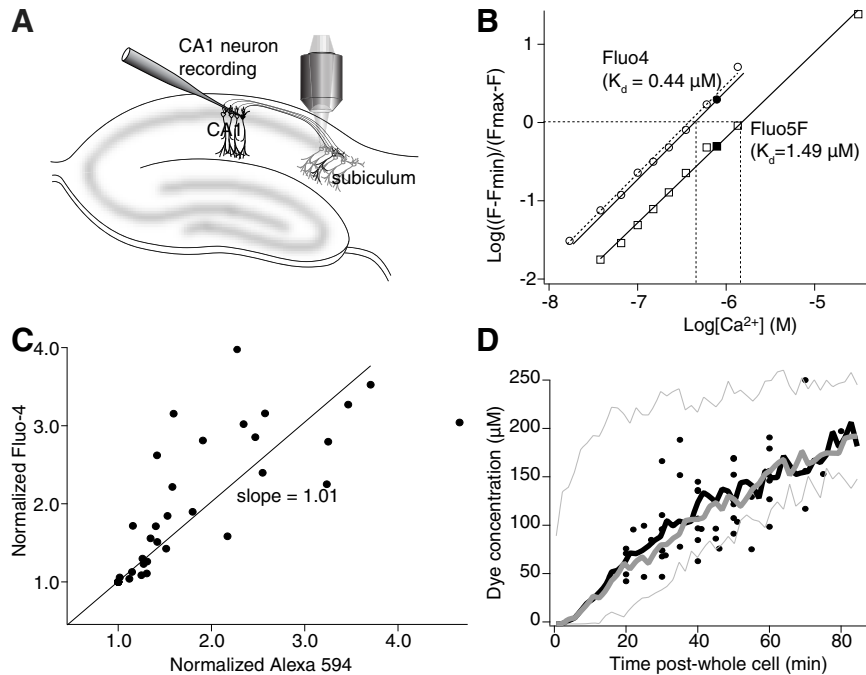 A
CA1 neuron
recording
CA1
subiculum
B
Log((F-Fmin)/(Fmax-F)
1
0
-1
-2
-8
-7
-6
-5
Log[Ca2+] (M)
Fluo4
(Kd = 0.44 µM)
Fluo5F
(Kd=1.49 µM)
C
Normalized Fluo-4
4.0
3.0
2.0
1.0
slope = 1.01
1.0
2.0
3.0
4.0
Normalized Alexa 594
D
Dye concentration (µM)
250
200
150
100
50
0
0
20
40
60
80
Time post-whole cell (min)